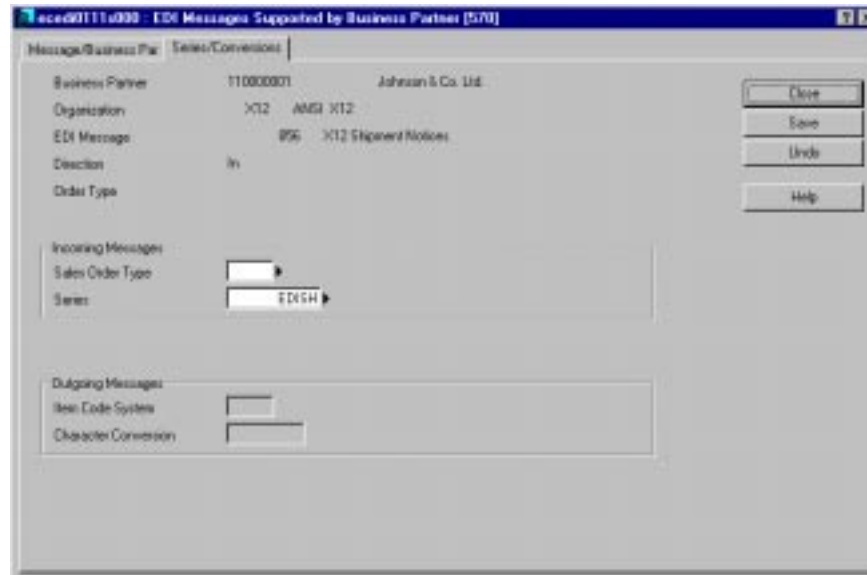 ecedi0111s000 : EDI Messages Supported by Business Partner [570]
Message/Business Par Series/Conversions
Business Partner 110000001 Johnson & Co. Ltd.
Organization X12 ANSI X12
EDI Message 856 X12 Shipment Notices
Direction In
Order Type
Close
Save
Undo
Help
Incoming Messages
Sales Order Type
Series EDISH
Outgoing Messages
Item Code System
Character Conversion